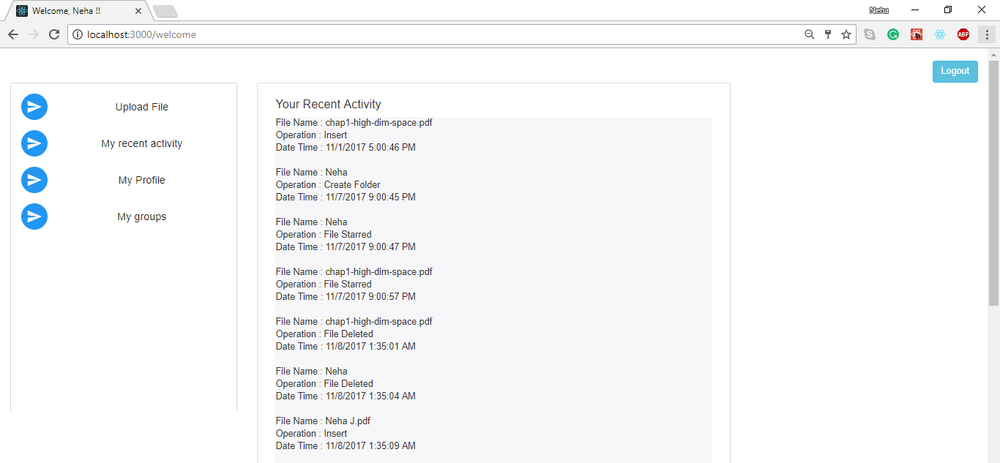 Welcome, Neha !!
Neha
localhost:3000/welcome
S
G
ABP
Logout
Upload File
My recent activity
My Profile
My groups
Your Recent Activity
File Name : chap1-high-dim-space.pdf
Operation : Insert
Date Time : 11/1/2017 5:00:46 PM
File Name : Neha
Operation : Create Folder
Date Time : 11/7/2017 9:00:45 PM
File Name : Neha
Operation : File Starred
Date Time : 11/7/2017 9:00:47 PM
File Name : chap1-high-dim-space.pdf
Operation : File Starred
Date Time : 11/7/2017 9:00:57 PM
File Name : chap1-high-dim-space.pdf
Operation : File Deleted
Date Time : 11/8/2017 1:35:01 AM
File Name : Neha
Operation : File Deleted
Date Time : 11/8/2017 1:35:04 AM
File Name : Neha J.pdf
Operation : Insert
Date Time : 11/8/2017 1:35:09 AM